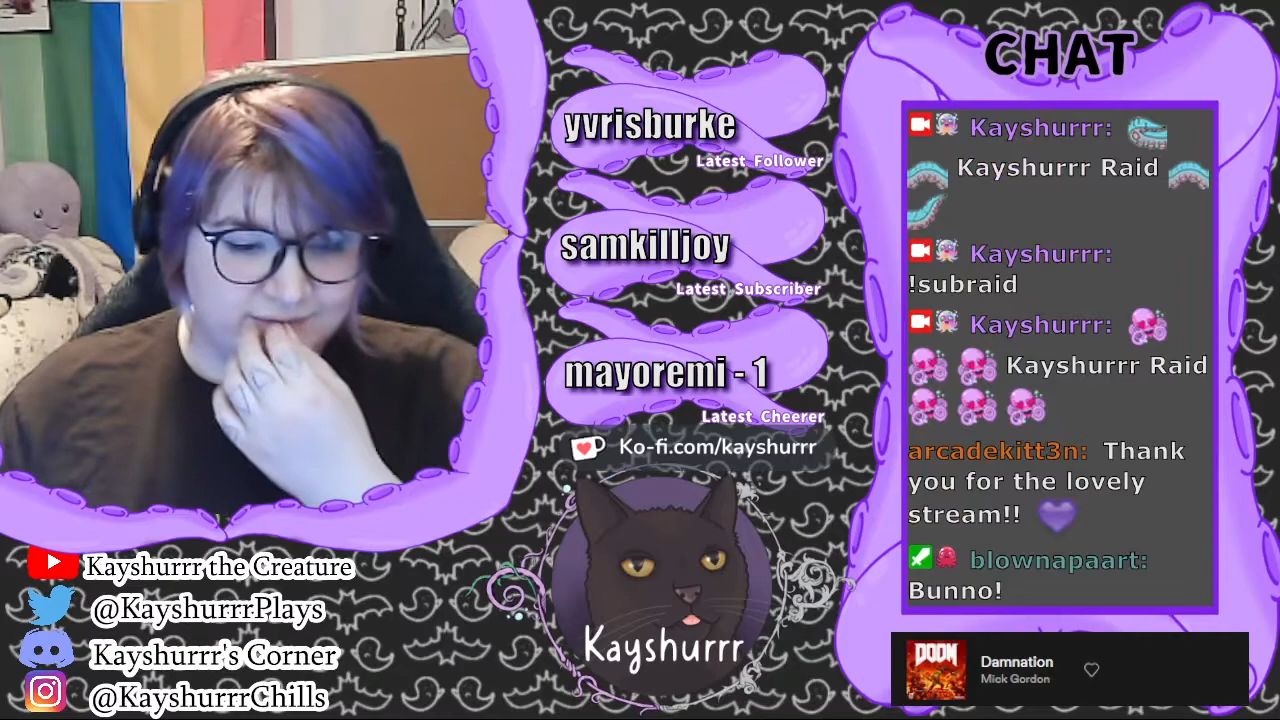 yvrisburke
Latest Follower
samkilljoy
Latest Subscriber
mayoremi - 1
Latest Cheerer
Ko-fi.com/kayshurrr
Kayshurrr
Kayshurrr the Creature
@KayshurrrPlays
Kayshurrr's Corner
@KayshurrrChills
CHAT
Kayshurrr:
Kayshurrr Raid
Kayshurrr:
!subraid
Kayshurrr:
Kayshurrr Raid
arcadekitt3n: Thank
you for the lovely
stream!!
blownapaart:
Bunno!
DOOM
Damnation
Mick Gordon